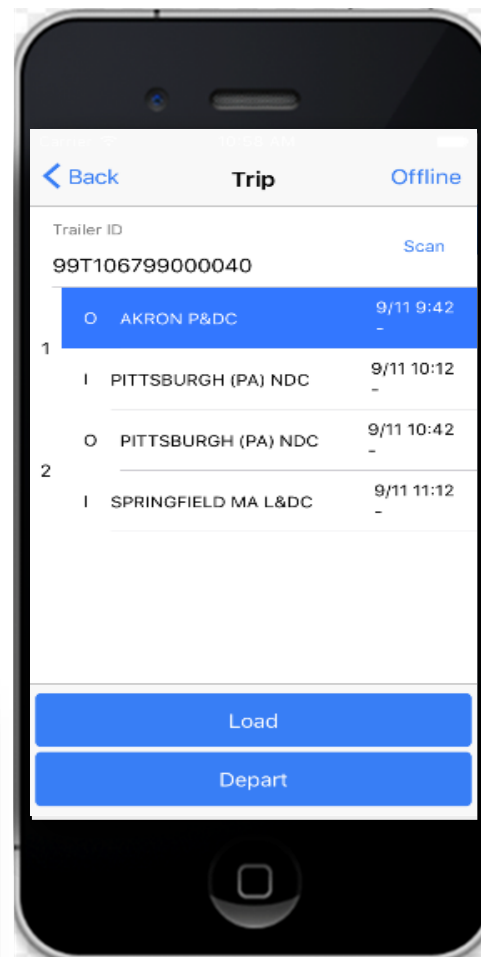 Back Trip Offline
Trailer ID
Scan
99T106799000040
1
O AKRON P&DC 9/11 9:42
-
I PITTSBURGH (PA) NDC 9/11 10:12
-
2
O PITTSBURGH (PA) NDC 9/11 10:42
-
I SPRINGFIELD MA L&DC 9/11 11:12
-
Load
Depart